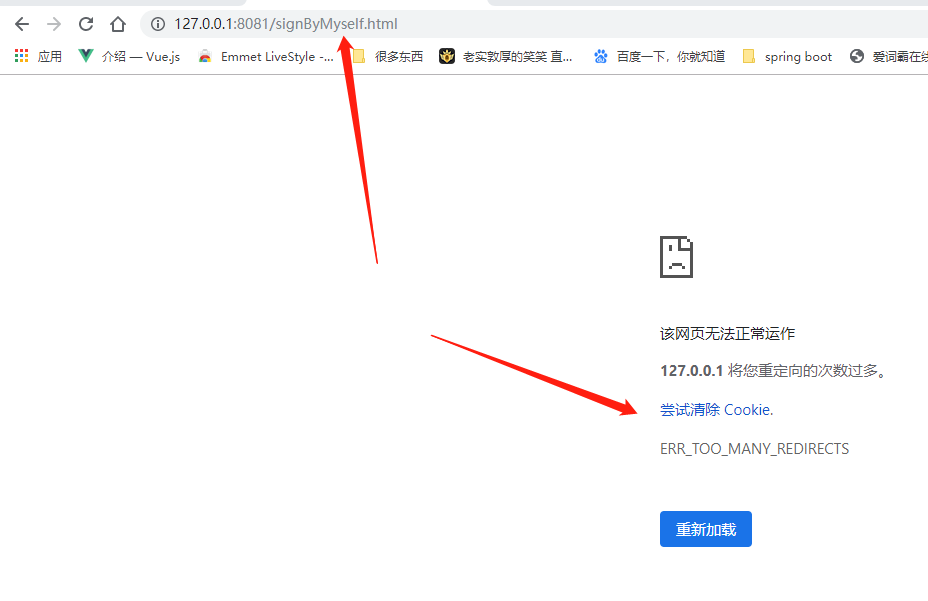 127.0.0.1:8081/signByMyself.html
应用 介绍 — Vue.js Emmet LiveStyle -... 很多东西 老实敦厚的笑笑 直... 百度一下，你就知道 spring boot 爱词霸在线
该网页无法正常运作
127.0.0.1 将您重定向的次数过多。
尝试清除 Cookie.
ERR_TOO_MANY_REDIRECTS
重新加载